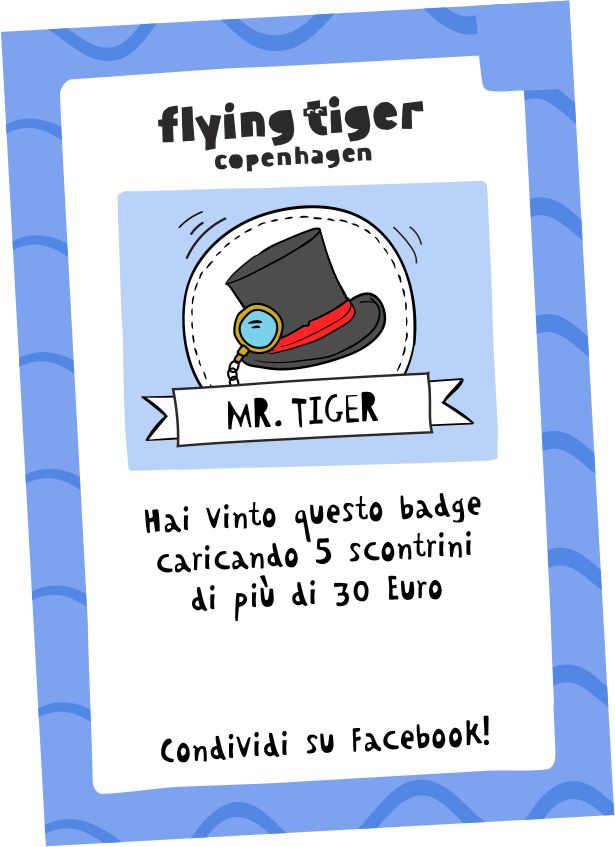 flying tiger
copenhagen
MR. TIGER
Hai vinto questo badge
caricando 5 scontrini
di più di 30 Euro
Condividi su Facebook!